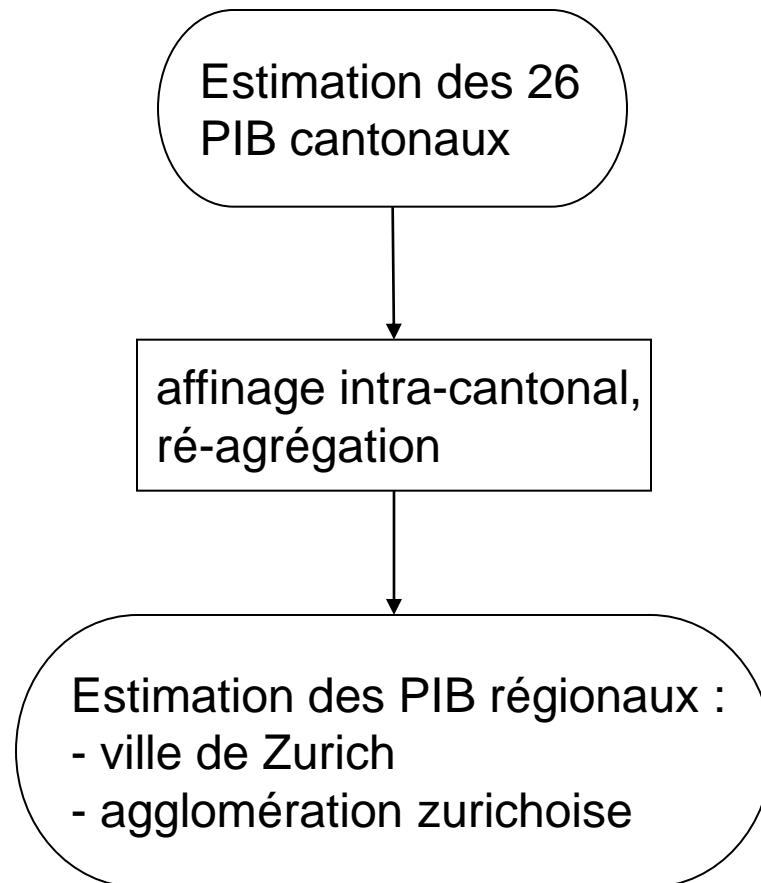 Estimation des 26
PIB cantonaux
affinage intra-cantonal,
ré-agrégation
Estimation des PIB régionaux :
- ville de Zurich
- agglomération zurichoise